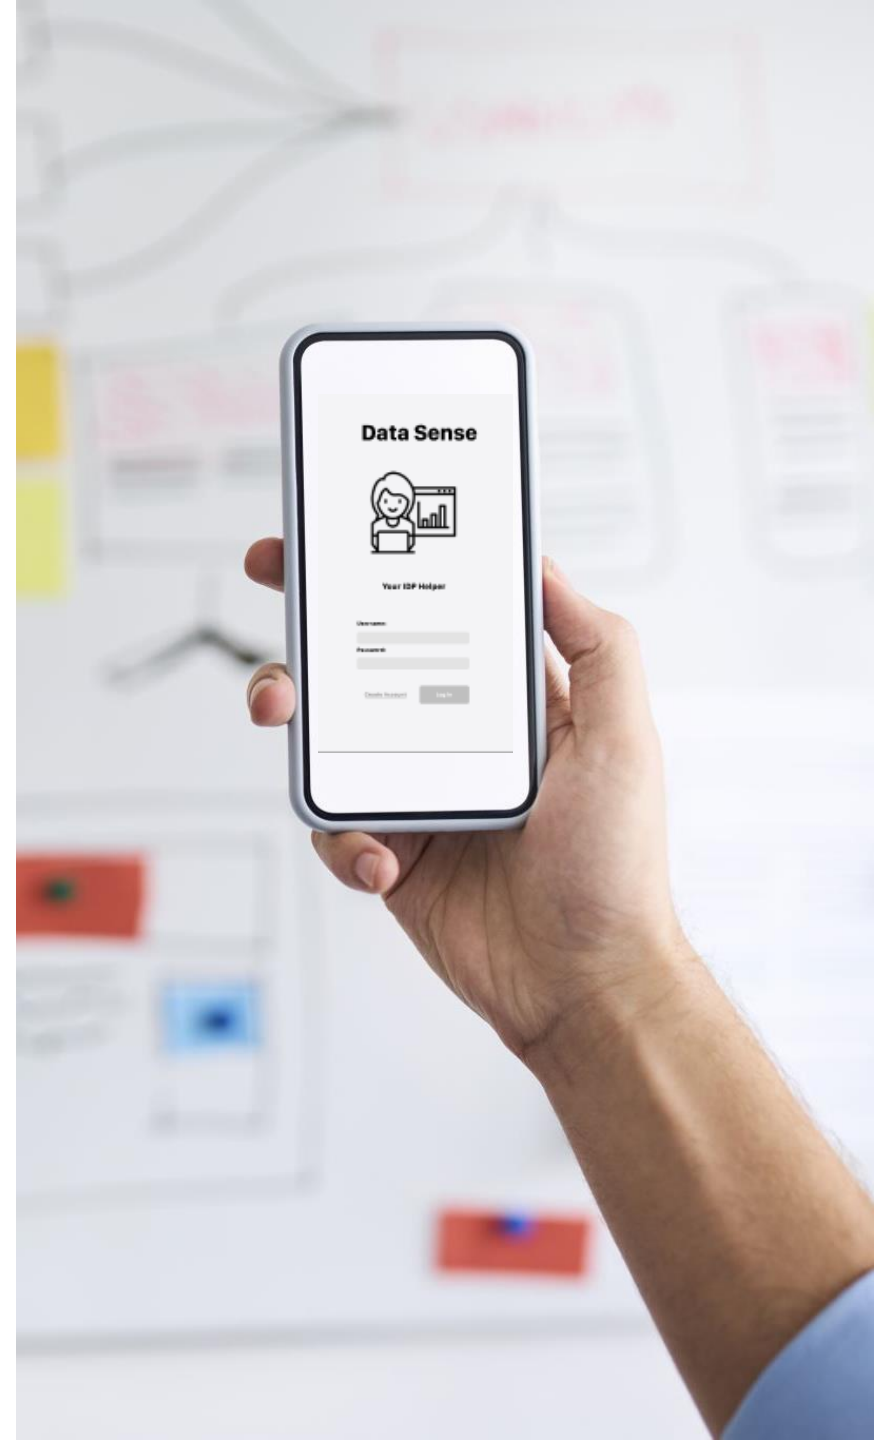 Data Sense
Your IDP Helper
Username:
Password:
Create Account
Log In